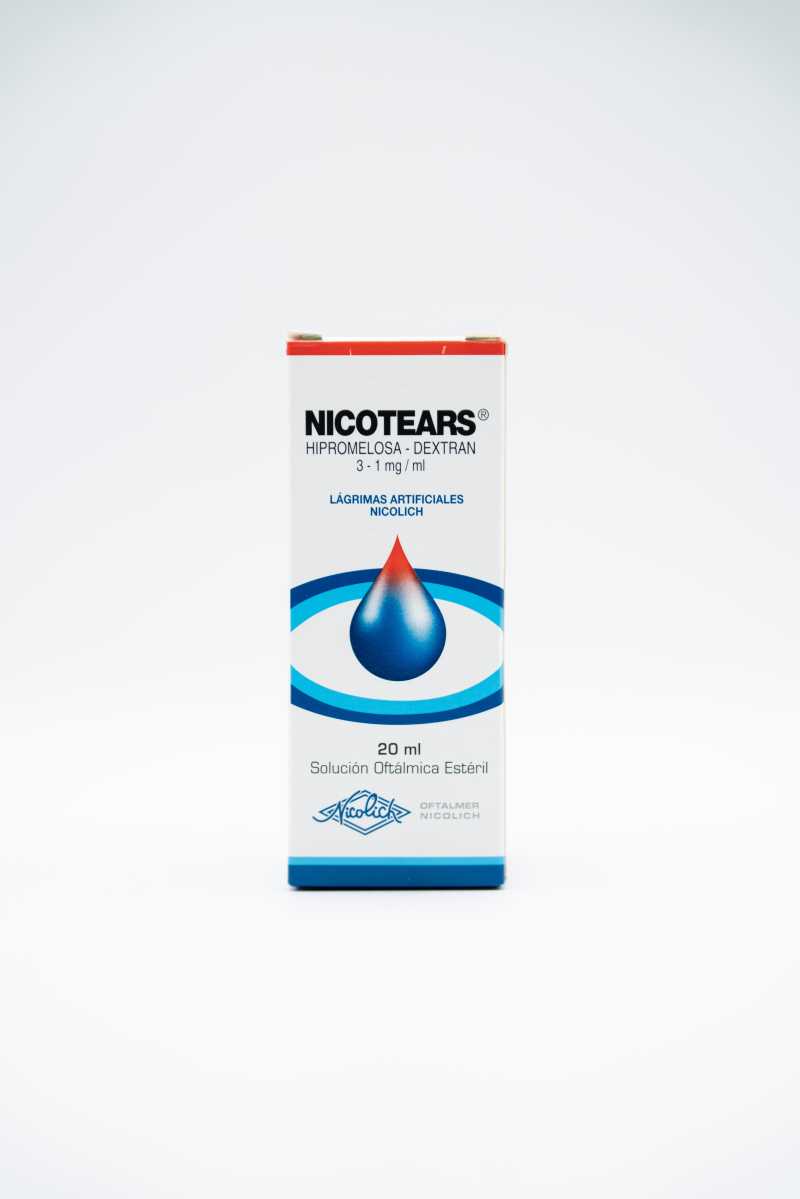 NICOTEARS®
HIPROMELOSA - DEXTRAN
3 - 1 mg / ml
LÁGRIMAS ARTIFICIALES
NICOLICH
20 ml
Solución Oftálmica Estéril
Nicolich
OFTALMER
NICOLICH